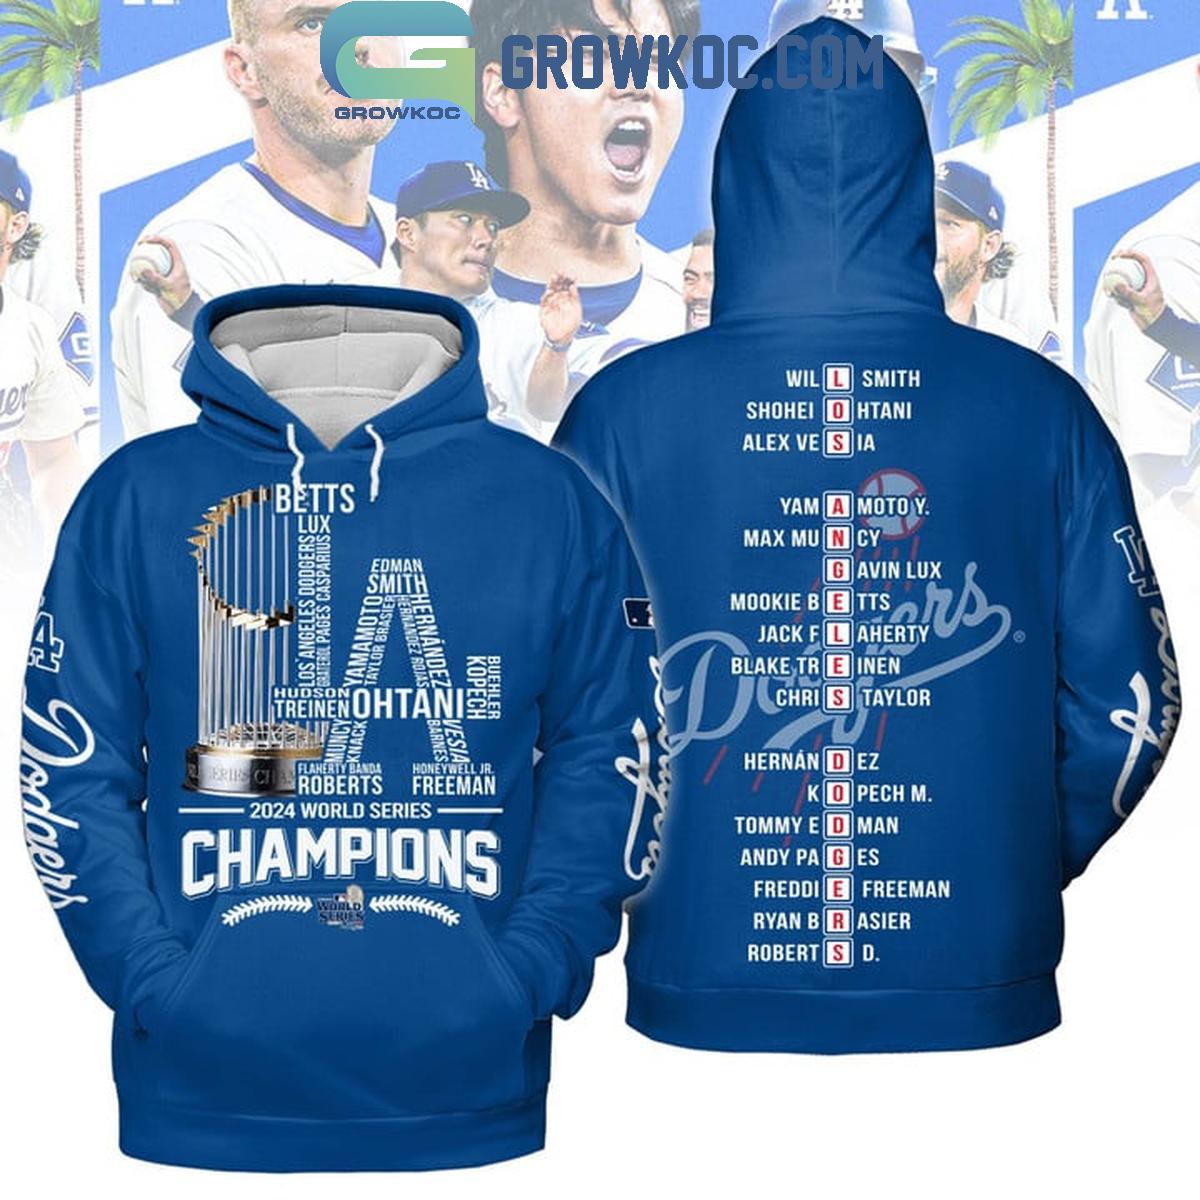 GROWKOC.COM
GROWKOC
BETTS
LUX
LOS ANGELES DODGERS
GRATEROL PAGES CASPARIUS
EDMAN
SMITH
HERNÁNDEZ
HERNÁNDEZ ROJAS
YAMAMOTO
TAYLOR BRASIER
BUEHLER
KOPECH
HUDSON
TREINEN
OHTANI
MUNCY
KNACK
VESIA
BARNES
FLAHERTY BANDA
ROBERTS
HONEYWELL JR.
FREEMAN
2024 WORLD SERIES
CHAMPIONS
WORLD
SERIES
LA
Dodgers
WIL L SMITH
SHOHEI O HTANI
ALEX VE S IA
YAM A MOTO Y.
MAX MU N CY
G AVIN LUX
MOOKIE B E TTS
JACK F L AHERTY
BLAKE TR E INEN
CHRI S TAYLOR
HERNÁN D EZ
K O PECH M.
TOMMY E D MAN
ANDY PA G ES
FREDDI E FREEMAN
RYAN B R ASIER
ROBERT S D.
Dodgers ®
LA